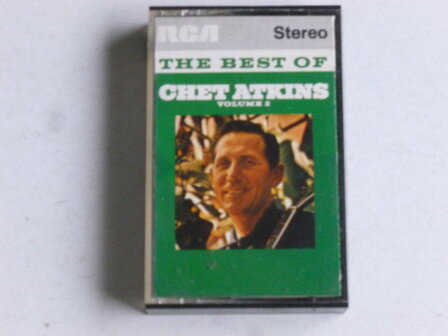 RCA Stereo
THE BEST OF
CHET ATKINS
VOLUME 2